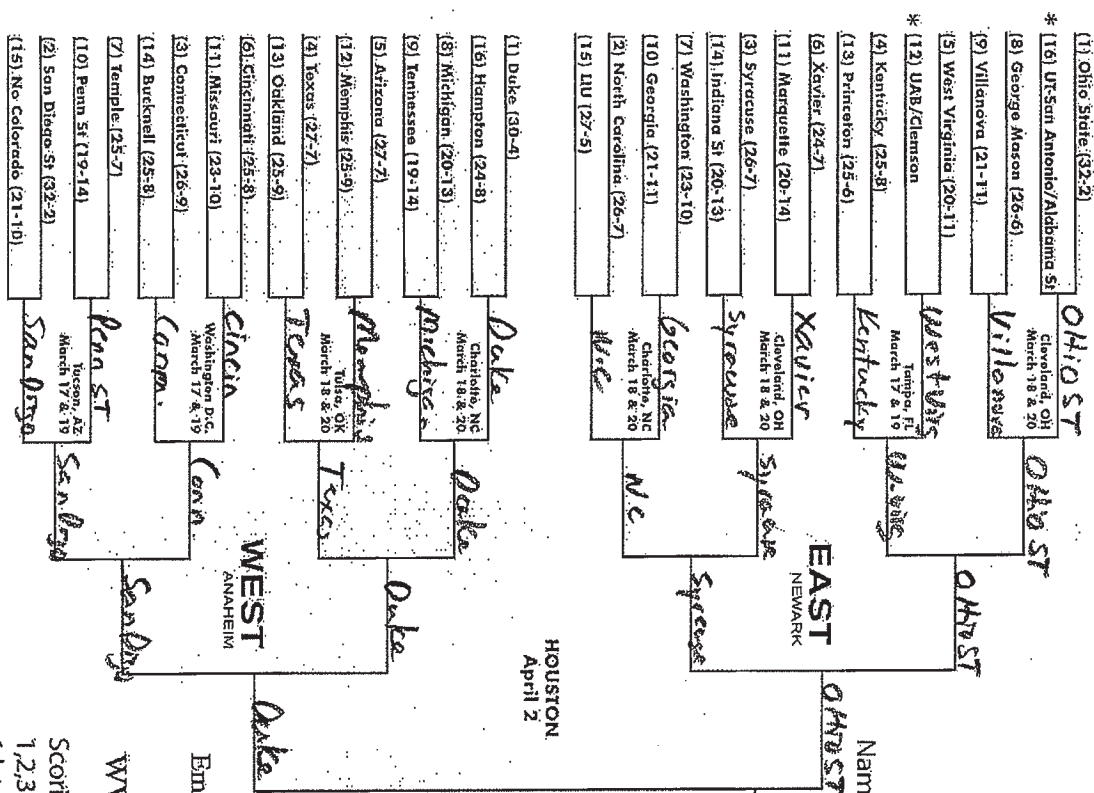 (1) Ohio State (32-2)
* (16) UT-San Antonio/Alabama St
(8) George Mason (26-6)
(9) Villanova (21-11)
(5) West Virginia (20-11)
* (12) UAB/Clemson
(4) Kentucky (25-8)
(13) Princeton (25-6)
(6) Xavier (24-7)
(11) Marquette (20-14)
(3) Syracuse (26-7)
(14) Indiana St (20-13)
(7) Washington (23-10)
(10) Georgia (21-11)
(2) North Carolina (26-7)
(15) LIU (27-5)
OHIO ST
Cleveland, OH
March 18 & 20
Villanova
Tampa, FL
March 17 & 19
Kentucky
Xavier
Cleveland, OH
March 18 & 20
Syracuse
Georgia
Charlotte, NC
March 18 & 20
OHIO ST
Syracuse
N.C
OHIO ST
Syracuse
EAST
NEWARK
OHIO ST
Nam
HOUSTON
April 2
(1) Duke (30-4)
(16) Hampton (24-8)
(8) Michigan (20-13)
(9) Tennessee (19-14)
(5) Arizona (27-7)
(12) Memphis (25-9)
(4) Texas (27-7)
(13) Oakland (25-9)
(6) Cincinnati (25-8)
(11) Missouri (23-10)
(3) Connecticut (26-9)
(14) Bucknell (25-8)
(7) Temple (25-7)
(10) Penn St (19-14)
(2) San Diego St (32-2)
(15) No Colorado (21-10)
Duke
Charlotte, NC
March 18 & 20
Michigan
Memphis
Tulsa, OK
March 18 & 20
Texas
Cincin
Washington D.C.
March 17 & 19
Conn.
Penn ST
Tucson, AZ
March 17 & 19
San Diego
Duke
Texas
Conn.
San Diego
Duke
San Diego
WEST
ANAHEIM
Duke
Em
WV
Scori
1,2,3